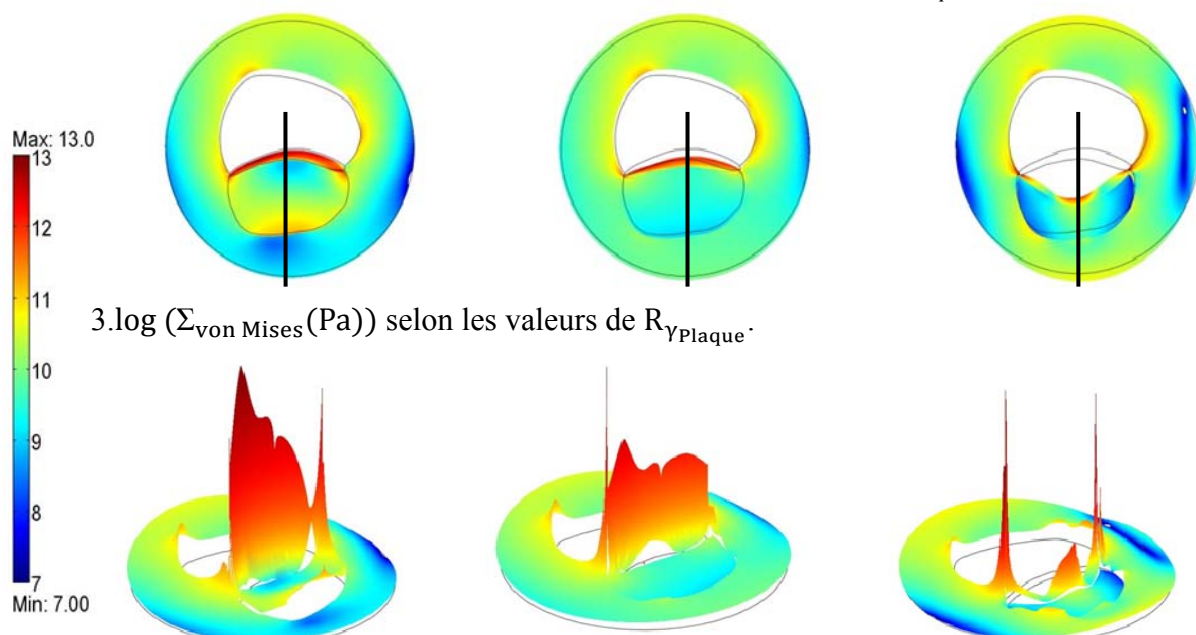 Max: 13.0
13
12
11
10
9
8
7
Min: 7.00
3.log (Σvon Mises(Pa)) selon les valeurs de RγPlaque.